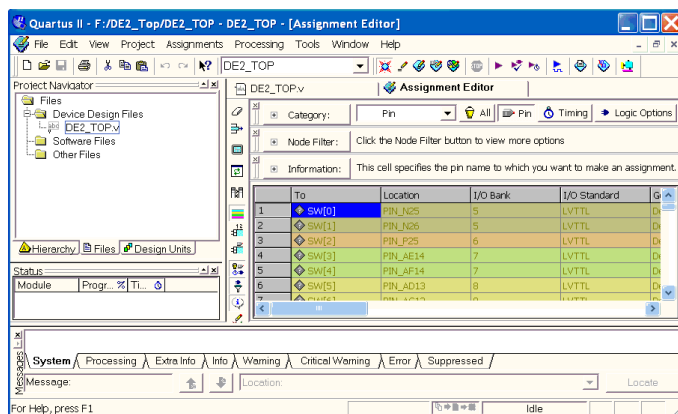 Quartus II - F:/DE2_Top/DE2_TOP - DE2_TOP - [Assignment Editor]
File Edit View Project Assignments Processing Tools Window Help
DE2_TOP
Project Navigator
Files
Device Design Files
DE2_TOP.v
Software Files
Other Files
Hierarchy Files Design Units
Status
Module Progr... % Ti...
DE2_TOP.v Assignment Editor
Category: Pin All Pin Timing Logic Options
Node Filter: Click the Node Filter button to view more options
Information: This cell specifies the pin name to which you want to make an assignment.
To Location I/O Bank I/O Standard
1 SW[0] PIN_N25 5 LVTTL
2 SW[1] PIN_N26 5 LVTTL
3 SW[2] PIN_P25 6 LVTTL
4 SW[3] PIN_AE14 7 LVTTL
5 SW[4] PIN_AF14 7 LVTTL
6 SW[5] PIN_AD13 8 LVTTL
Messages
System Processing Extra Info Info Warning Critical Warning Error Suppressed
Message: Location: Locate
For Help, press F1
Idle